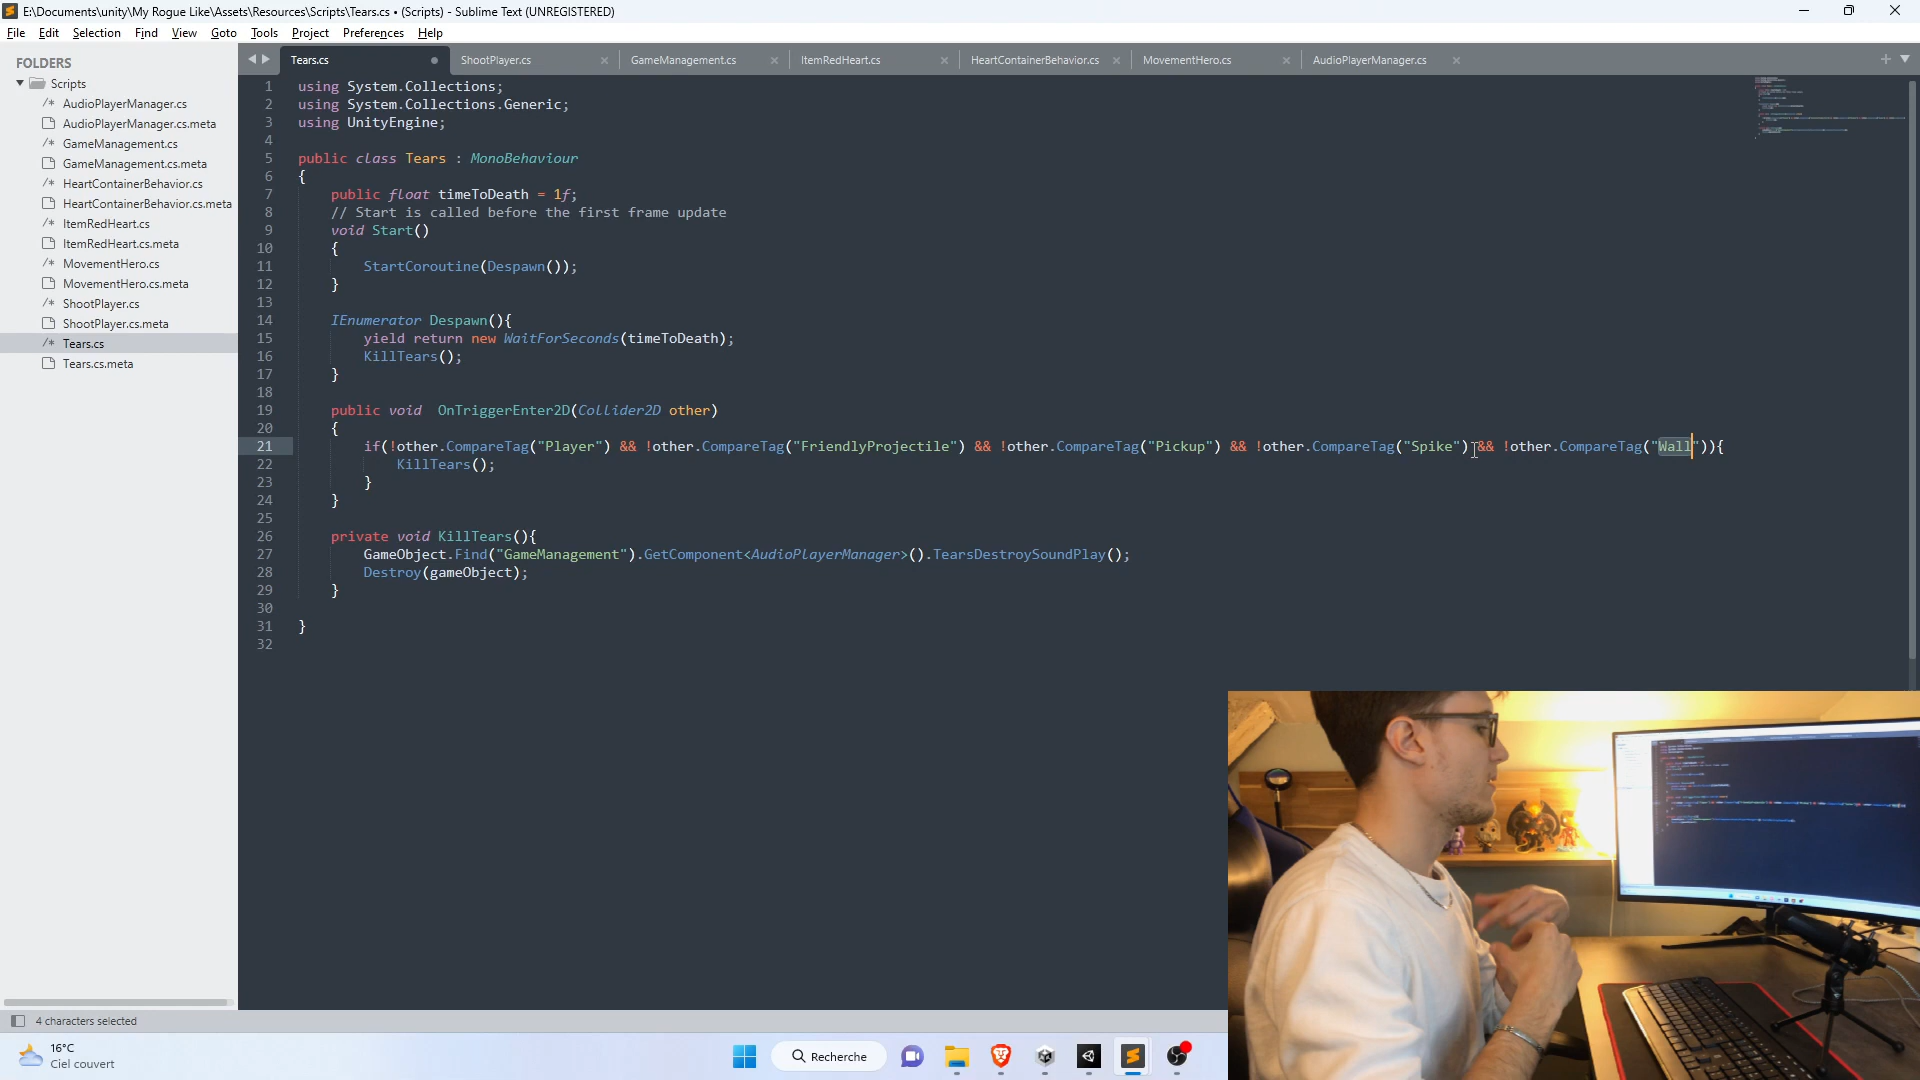 E:\Documents\unity\My Rogue Like\Assets\Resources\Scripts\Tears.cs • (Scripts) - Sublime Text (UNREGISTERED)
File Edit Selection Find View Goto Tools Project Preferences Help
FOLDERS
Scripts
AudioPlayerManager.cs
AudioPlayerManager.cs.meta
GameManagement.cs
GameManagement.cs.meta
HeartContainerBehavior.cs
HeartContainerBehavior.cs.meta
ItemRedHeart.cs
ItemRedHeart.cs.meta
MovementHero.cs
MovementHero.cs.meta
ShootPlayer.cs
ShootPlayer.cs.meta
Tears.cs
Tears.cs.meta
Tears.cs ShootPlayer.cs GameManagement.cs ItemRedHeart.cs HeartContainerBehavior.cs MovementHero.cs AudioPlayerManager.cs
1 using System.Collections;
2 using System.Collections.Generic;
3 using UnityEngine;
4
5 public class Tears : MonoBehaviour
6 {
7 public float timeToDeath = 1f;
8 // Start is called before the first frame update
9 void Start()
10 {
11 StartCoroutine(Despawn());
12 }
13
14 IEnumerator Despawn(){
15 yield return new WaitForSeconds(timeToDeath);
16 KillTears();
17 }
18
19 public void  OnTriggerEnter2D(Collider2D other)
20 {
21 if(!other.CompareTag("Player") && !other.CompareTag("FriendlyProjectile") && !other.CompareTag("Pickup") && !other.CompareTag("Spike") && !other.CompareTag("Wall")){
22 KillTears();
23 }
24 }
25
26 private void KillTears(){
27 GameObject.Find("GameManagement").GetComponent<AudioPlayerManager>().TearsDestroySoundPlay();
28 Destroy(gameObject);
29 }
30
31 }
32
4 characters selected
16°C
Ciel couvert
Recherche